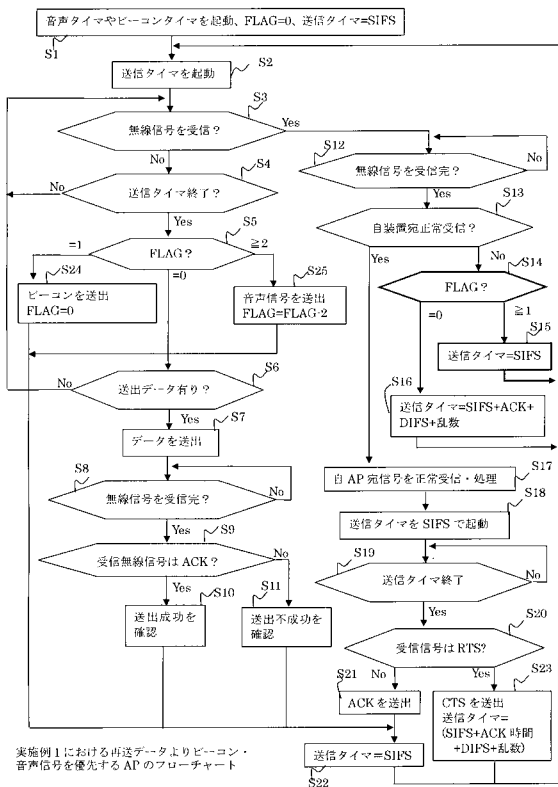 音声タイマやビーコンタイマを起動、FLAG=0、送信タイマ=SIFS
S1
S2
送信タイマを起動
S3
無線信号を受信？
Yes
No
S12
無線信号を受信完？
No
Yes
S4
No
送信タイマ終了？
Yes
S13
自装置宛正常受信？
Yes
No
S5
=1
FLAG？
≧2
=0
S14
FLAG？
=0
≧1
S24
ビーコンを送出
FLAG=0
S25
音声信号を送出
FLAG=FLAG-2
S15
送信タイマ=SIFS
S16
送信タイマ=SIFS+ACK+
DIFS+乱数
S6
No
送出データ有り？
Yes
S7
データを送出
S8
無線信号を受信完？
No
Yes
S17
自AP宛信号を正常受信・処理
S18
送信タイマをSIFSで起動
S9
受信無線信号はACK？
No
Yes
S19
送信タイマ終了
No
Yes
S10
送出成功を
確認
S11
送出不成功を
確認
S20
受信信号はRTS?
No
Yes
S21
ACKを送出
S23
CTSを送出
送信タイマ=
(SIFS+ACK時間
+DIFS+乱数)
送信タイマ=SIFS
S22
実施例1における再送データよりビーコン・
音声信号を優先するAPのフローチャート